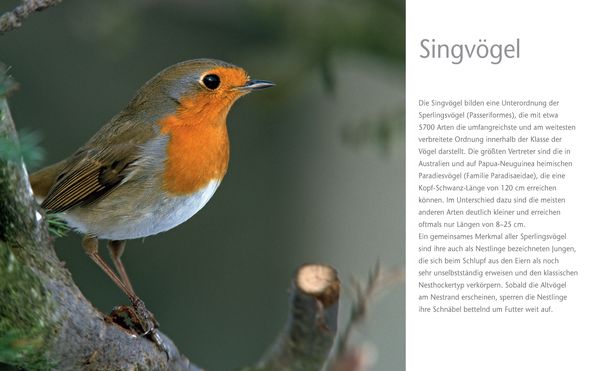 Singvögel
Die Singvögel bilden eine Unterordnung der
Sperlingsvögel (Passeriformes), die mit etwa
5700 Arten die umfangreichste und am weitesten
verbreitete Ordnung innerhalb der Klasse der
Vögel darstellt. Die größten Vertreter sind die in
Australien und auf Papua-Neuguinea heimischen
Paradiesvögel (Familie Paradisaeidae), die eine
Kopf-Schwanz-Länge von 120 cm erreichen
können. Im Unterschied dazu sind die meisten
anderen Arten deutlich kleiner und erreichen
oftmals nur Längen von 8–25 cm.
Ein gemeinsames Merkmal aller Sperlingsvögel
sind ihre auch als Nestlinge bezeichneten Jungen,
die sich beim Schlupf aus den Eiern als noch
sehr unselbstständig erweisen und den klassischen
Nesthockertyp verkörpern. Sobald die Altvögel
am Nestrand erscheinen, sperren die Nestlinge
ihre Schnäbel bettelnd um Futter weit auf.